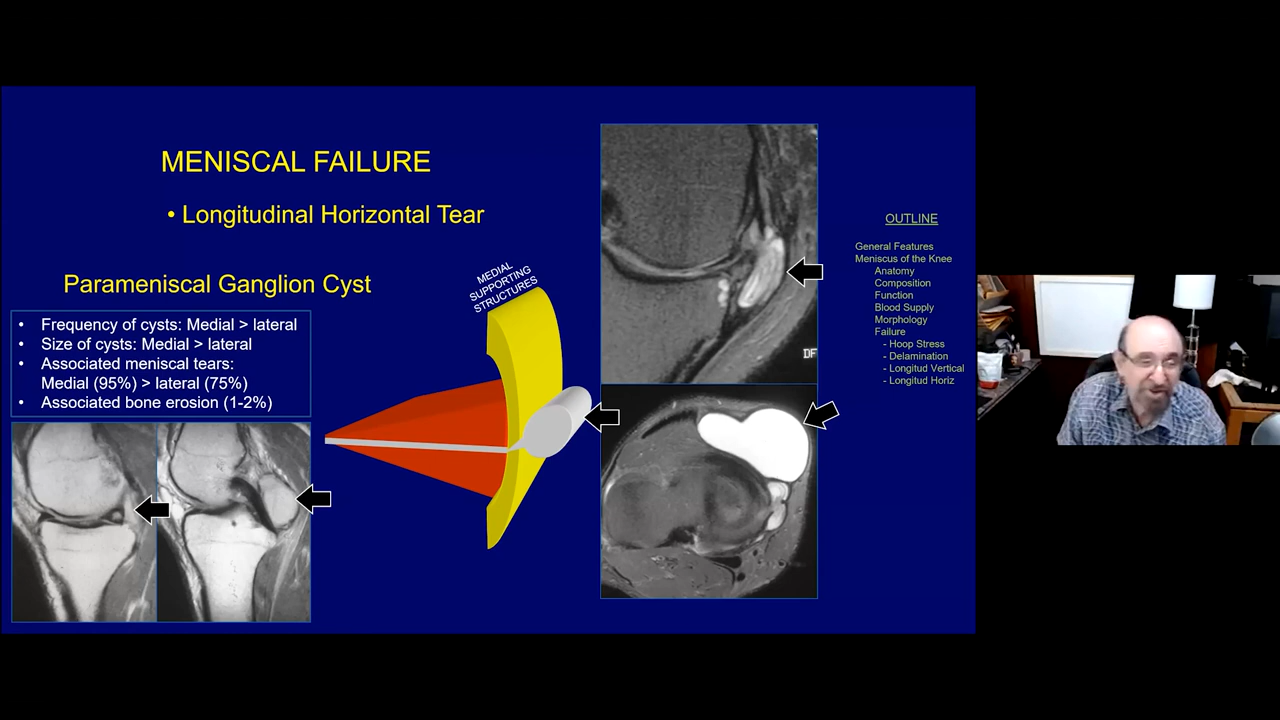 MENISCAL FAILURE
• Longitudinal Horizontal Tear
Parameniscal Ganglion Cyst
• Frequency of cysts: Medial > lateral
• Size of cysts: Medial > lateral
• Associated meniscal tears:
Medial (95%) > lateral (75%)
• Associated bone erosion (1-2%)
MEDIAL
SUPPORTING
STRUCTURES
DF
OUTLINE
General Features
Meniscus of the Knee
Anatomy
Composition
Function
Blood Supply
Morphology
Failure
- Hoop Stress
- Delamination
- Longitud Vertical
- Longitud Horiz